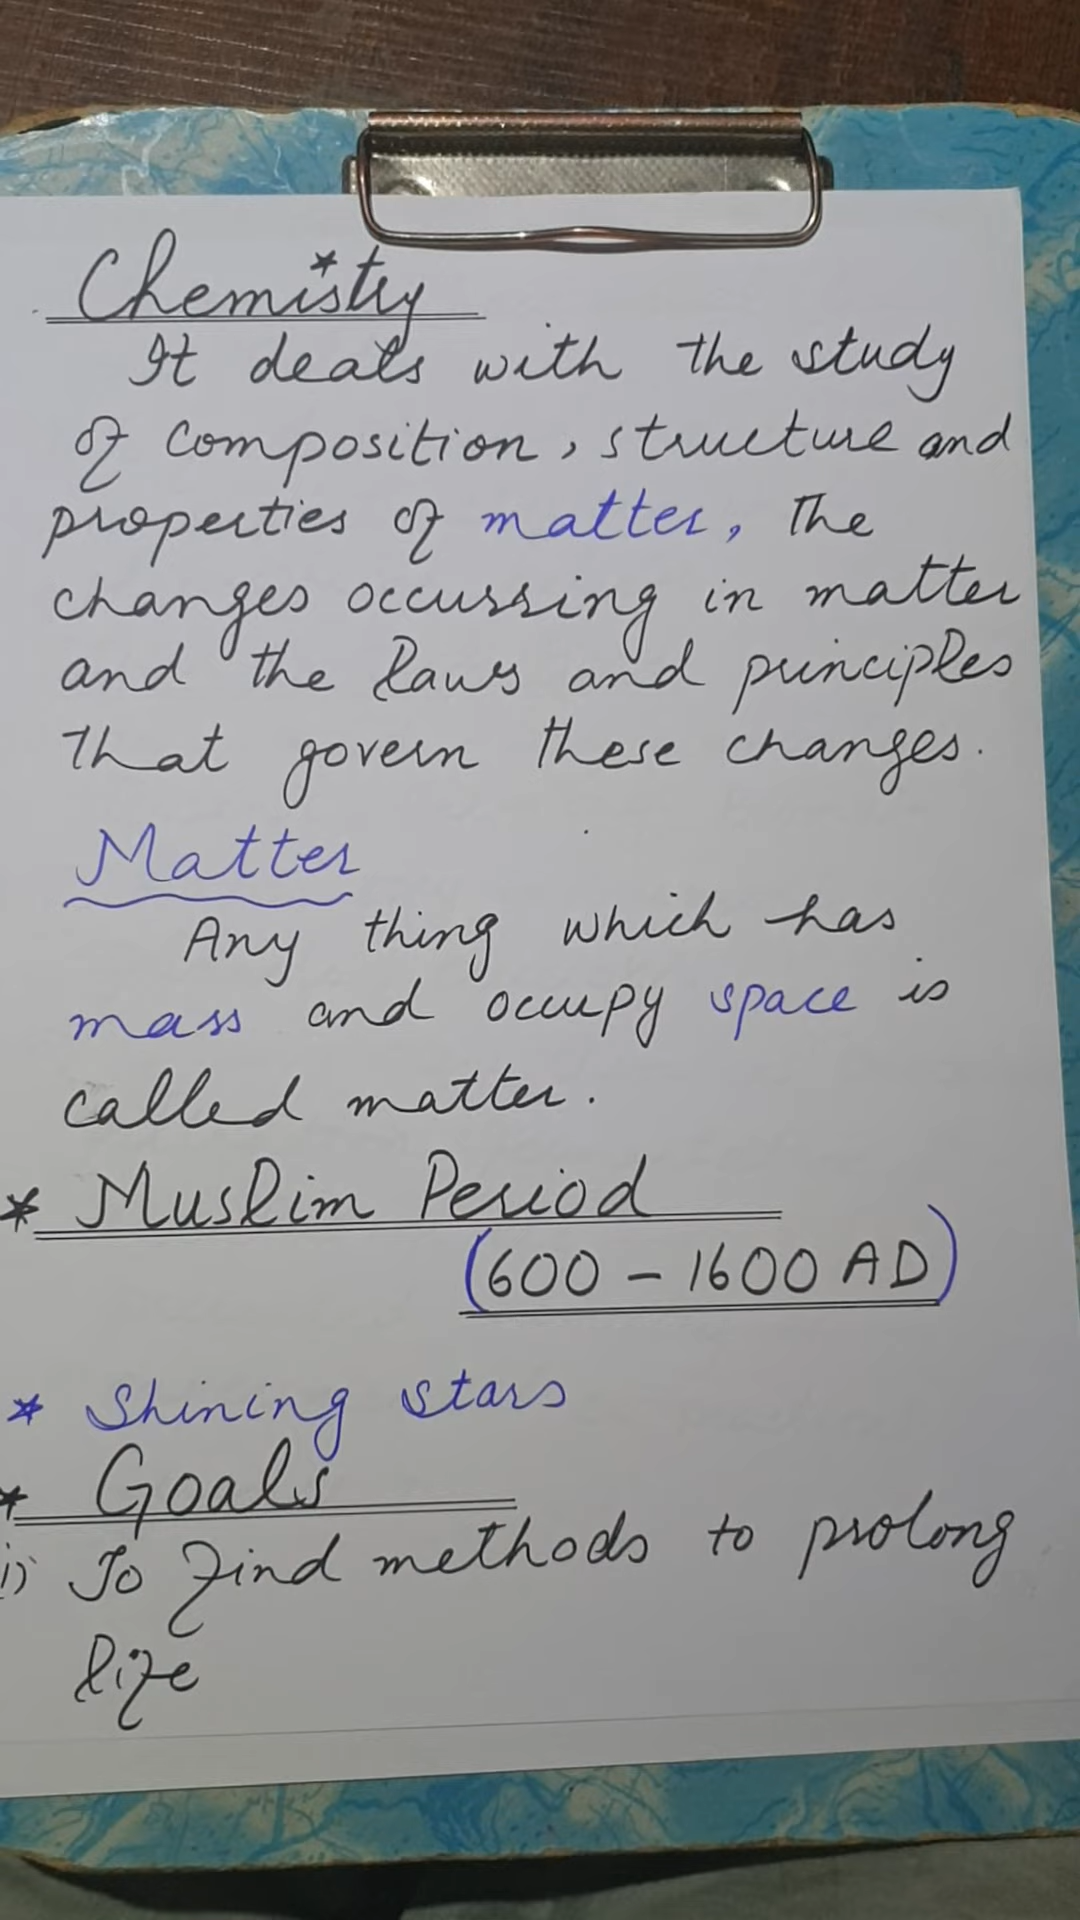 Chemistry
It deals with the study
of composition, structure and
properties of matter, The
changes occurring in matter
and the laws and principles
that govern these changes.
Matter
Any thing which has
mass and occupy space is
called matter.
* Muslim Period
(600 - 1600 AD)
* Shining stars
* Goals
i) To find methods to prolong
life